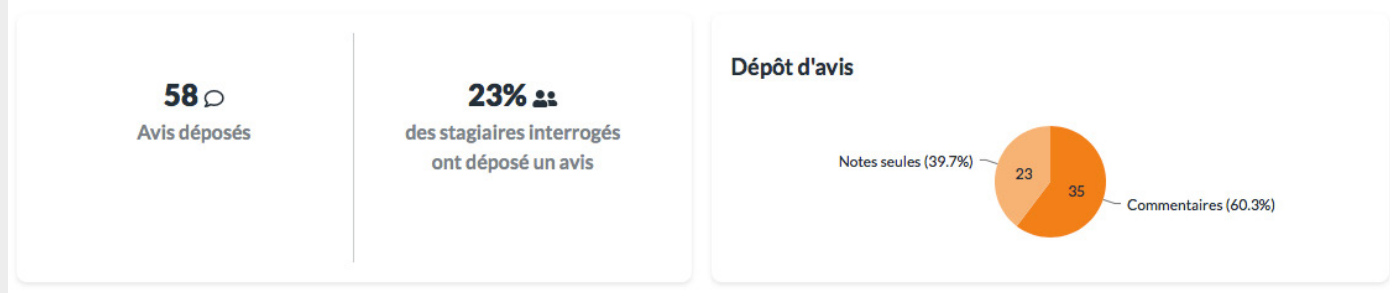 58
Avis déposés
23%
des stagiaires interrogés
ont déposé un avis
Dépôt d'avis
Notes seules (39.7%)
23
35
Commentaires (60.3%)